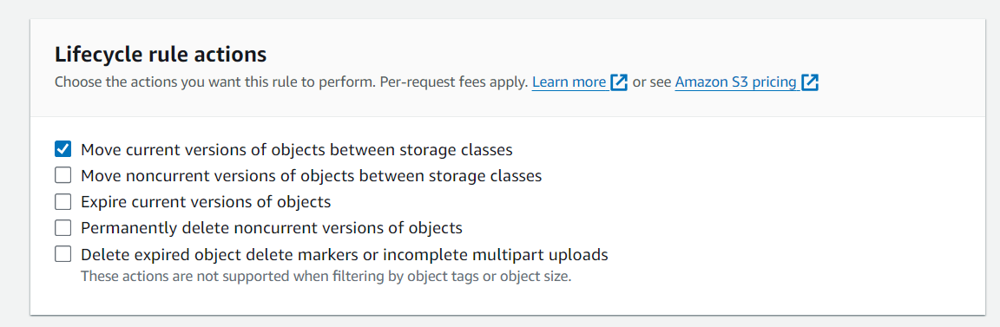 Lifecycle rule actions
Choose the actions you want this rule to perform. Per-request fees apply. Learn more or see Amazon S3 pricing
Move current versions of objects between storage classes
Move noncurrent versions of objects between storage classes
Expire current versions of objects
Permanently delete noncurrent versions of objects
Delete expired object delete markers or incomplete multipart uploads
These actions are not supported when filtering by object tags or object size.